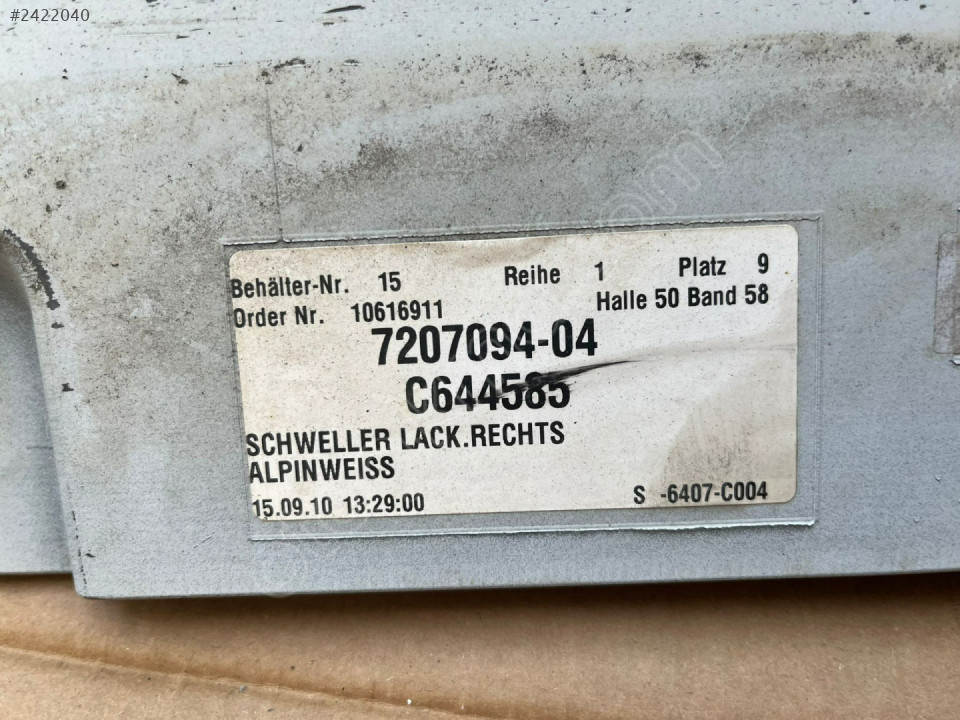 #2422040
Behälter-Nr. 15 Reihe 1 Platz 9
Order Nr. 10616911 Halle 50 Band 58
7207094-04
C644585
SCHWELLER LACK.RECHTS
ALPINWEISS
15.09.10 13:29:00 S -6407-C004